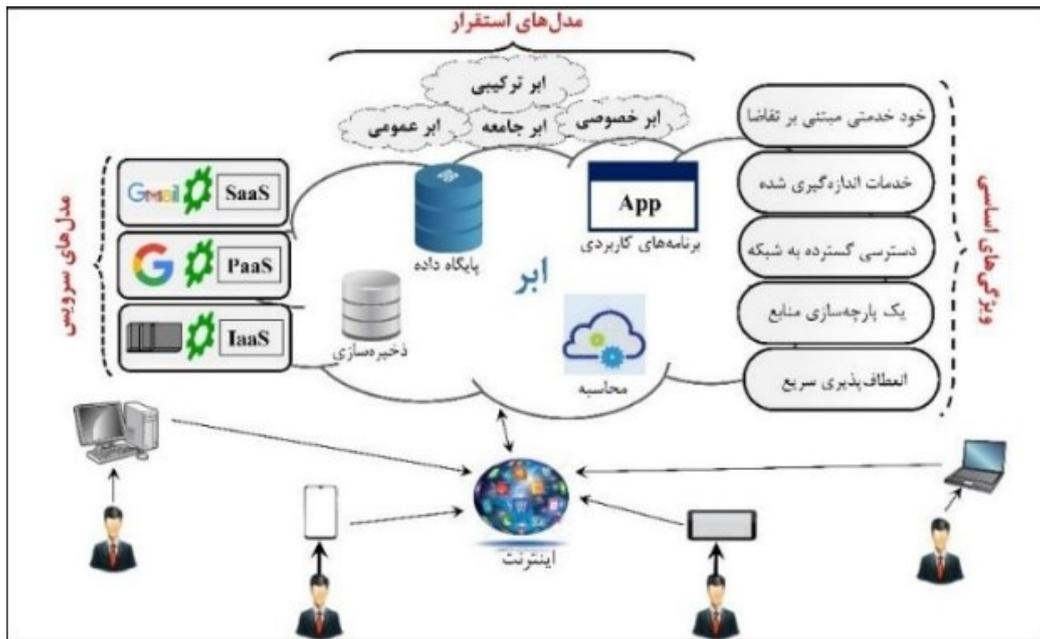 مدل‌های استقرار
ابر ترکیبی
ابر خصوصی
ابر جامعه
ابر عمومی
خود خدمتی مبتنی بر تقاضا
خدمات اندازه‌گیری شده
دسترسی گسترده به شبکه
یک پارچه‌سازی منابع
انعطاف‌پذیری سریع
ویژگی‌های اساسی
App
برنامه‌های کاربردی
پایگاه داده
ابر
ذخیره‌سازی
محاسبه
Gmail
SaaS
G
PaaS
IaaS
مدل‌های سرویس
اینترنت